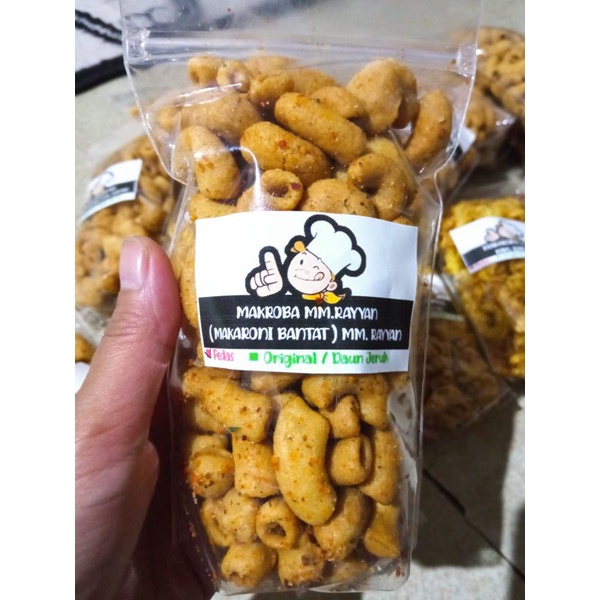 MAKROBA MM.RAYYAN
(MAKARONI BANTAT) MM. RAYYAN
Pedas Original / Daun Jeruk